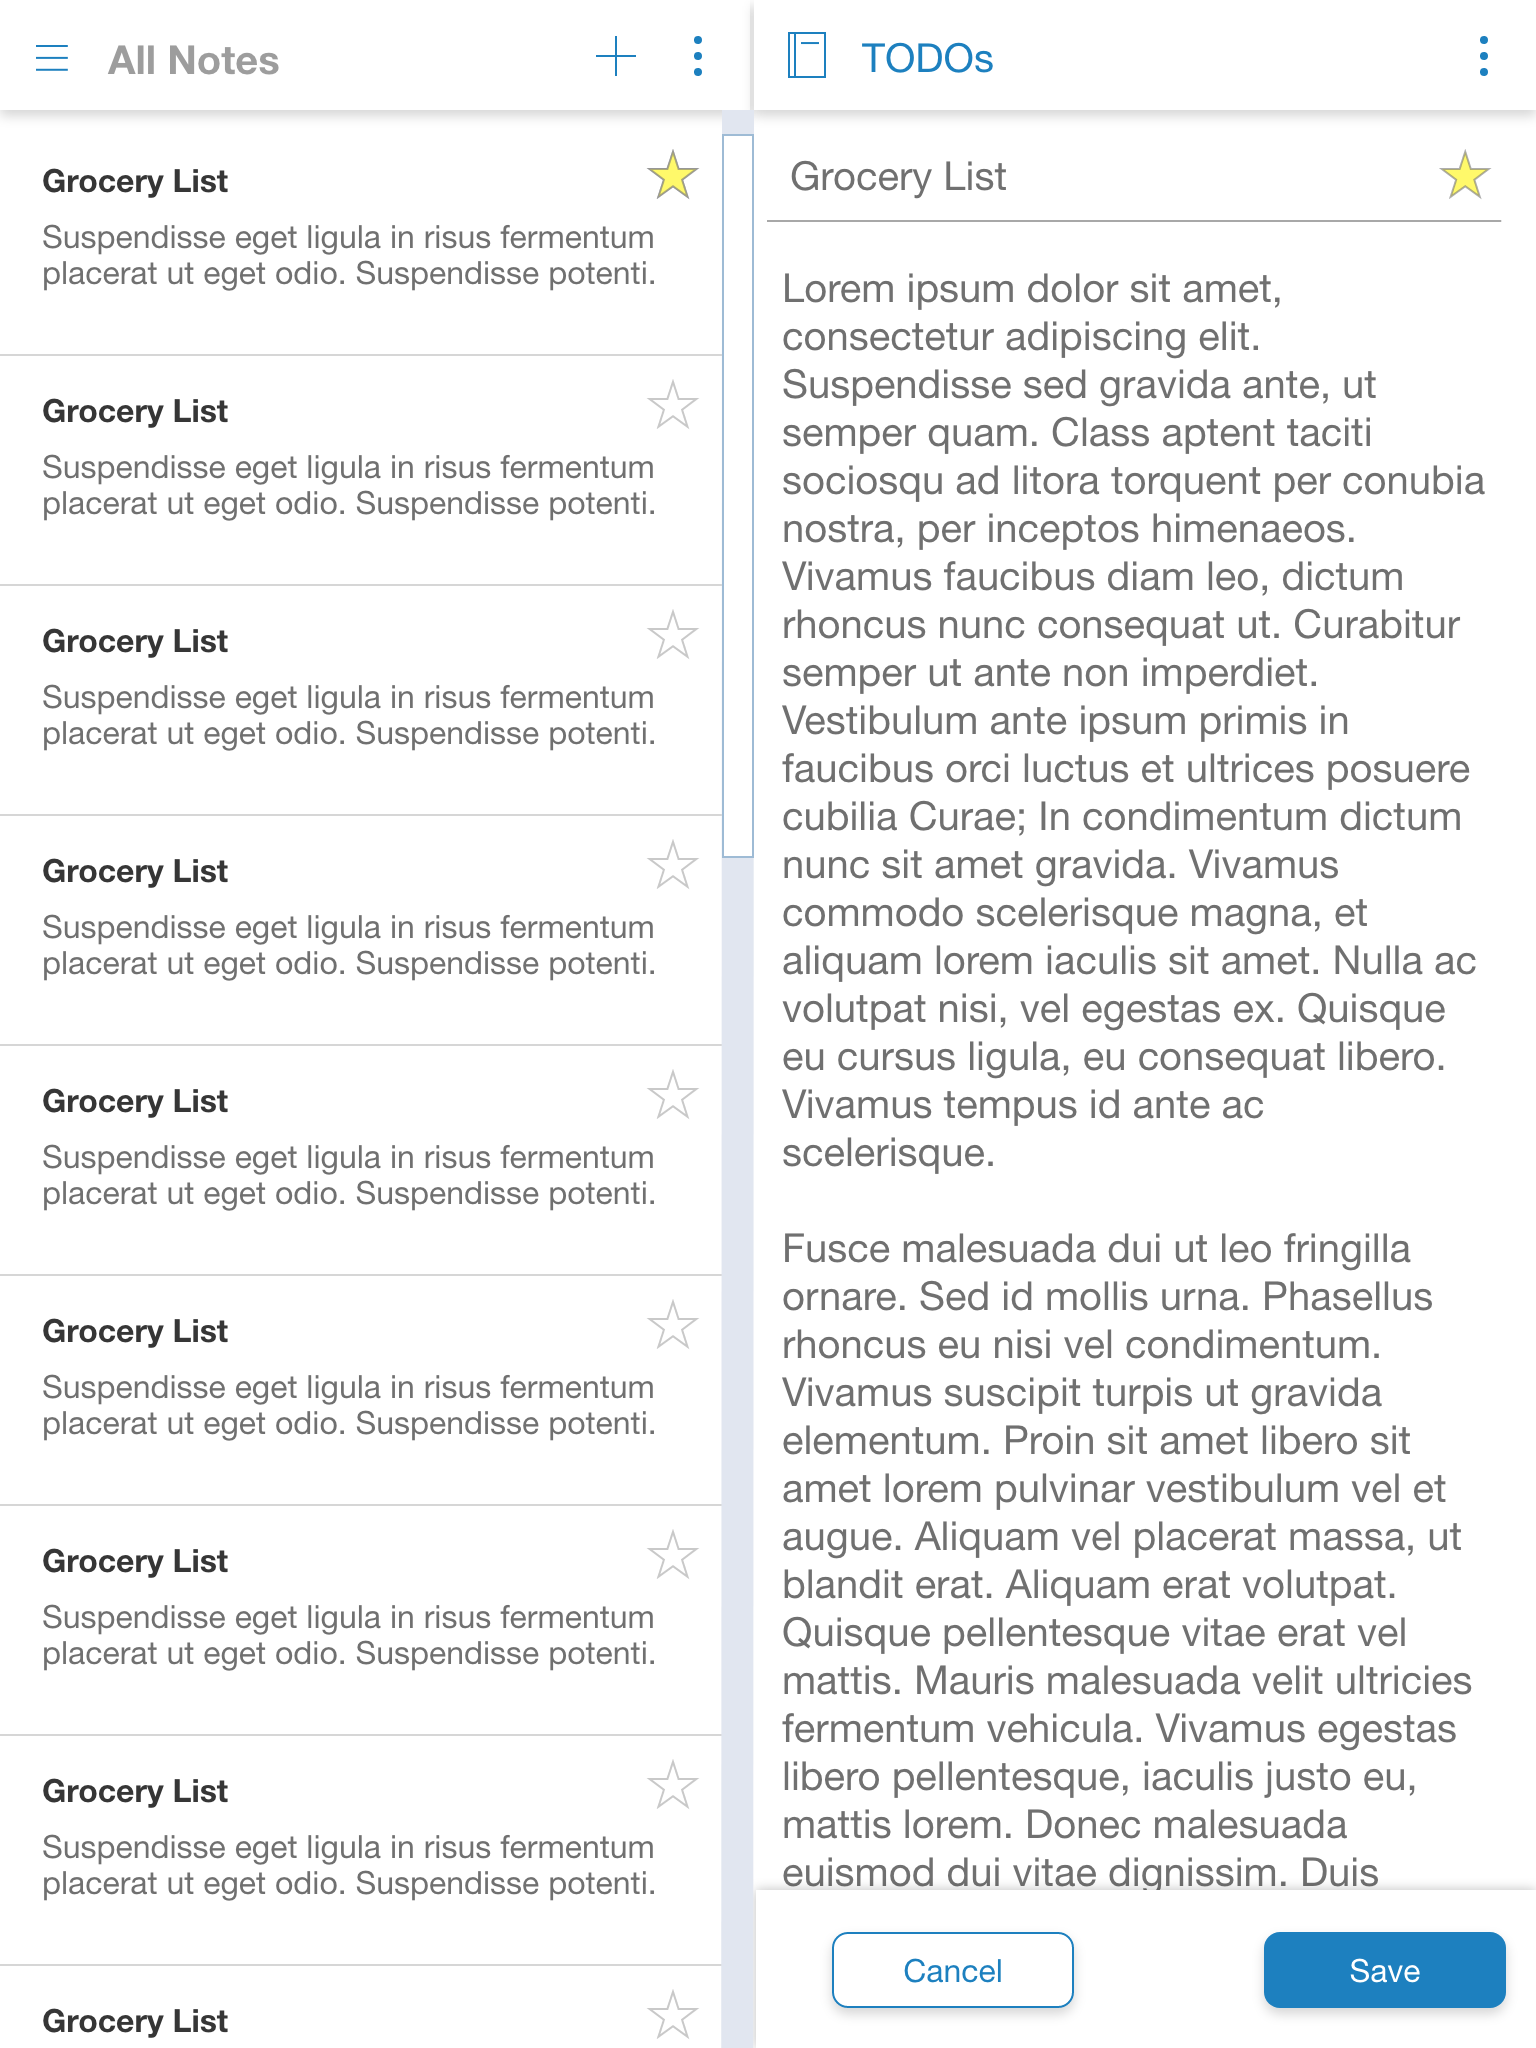 All Notes
Grocery List
Suspendisse eget ligula in risus fermentum
placerat ut eget odio. Suspendisse potenti.
Grocery List
Suspendisse eget ligula in risus fermentum
placerat ut eget odio. Suspendisse potenti.
Grocery List
Suspendisse eget ligula in risus fermentum
placerat ut eget odio. Suspendisse potenti.
Grocery List
Suspendisse eget ligula in risus fermentum
placerat ut eget odio. Suspendisse potenti.
Grocery List
Suspendisse eget ligula in risus fermentum
placerat ut eget odio. Suspendisse potenti.
Grocery List
Suspendisse eget ligula in risus fermentum
placerat ut eget odio. Suspendisse potenti.
Grocery List
Suspendisse eget ligula in risus fermentum
placerat ut eget odio. Suspendisse potenti.
Grocery List
Suspendisse eget ligula in risus fermentum
placerat ut eget odio. Suspendisse potenti.
Grocery List
TODOs
Grocery List
Lorem ipsum dolor sit amet,
consectetur adipiscing elit.
Suspendisse sed gravida ante, ut
semper quam. Class aptent taciti
sociosqu ad litora torquent per conubia
nostra, per inceptos himenaeos.
Vivamus faucibus diam leo, dictum
rhoncus nunc consequat ut. Curabitur
semper ut ante non imperdiet.
Vestibulum ante ipsum primis in
faucibus orci luctus et ultrices posuere
cubilia Curae; In condimentum dictum
nunc sit amet gravida. Vivamus
commodo scelerisque magna, et
aliquam lorem iaculis sit amet. Nulla ac
volutpat nisi, vel egestas ex. Quisque
eu cursus ligula, eu consequat libero.
Vivamus tempus id ante ac
scelerisque.
Fusce malesuada dui ut leo fringilla
ornare. Sed id mollis urna. Phasellus
rhoncus eu nisi vel condimentum.
Vivamus suscipit turpis ut gravida
elementum. Proin sit amet libero sit
amet lorem pulvinar vestibulum vel et
augue. Aliquam vel placerat massa, ut
blandit erat. Aliquam erat volutpat.
Quisque pellentesque vitae erat vel
mattis. Mauris malesuada velit ultricies
fermentum vehicula. Vivamus egestas
libero pellentesque, iaculis justo eu,
mattis lorem. Donec malesuada
euismod dui vitae dignissim. Duis
Cancel
Save